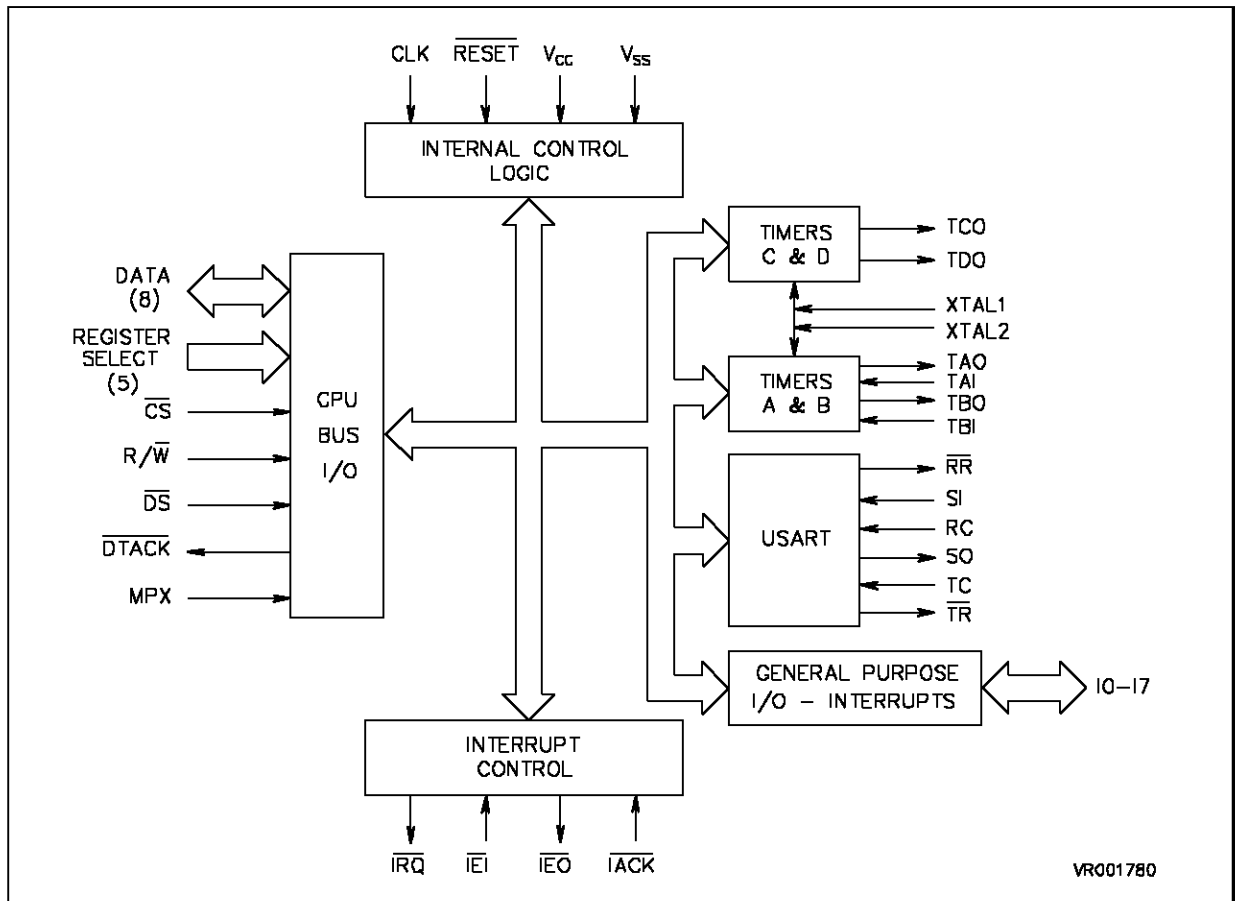 CLK RESET VCC VSS
INTERNAL CONTROL
LOGIC
DATA
(8)
REGISTER
SELECT
(5)
CS
R/W
DS
DTACK
MPX
CPU
BUS
I/O
TIMERS
C & D
TCO
TDO
XTAL1
XTAL2
TIMERS
A & B
TAO
TAI
TBO
TBI
USART
RR
SI
RC
SO
TC
TR
GENERAL PURPOSE
I/O - INTERRUPTS
I0-I7
INTERRUPT
CONTROL
IRQ IEI IEO IACK
VR001780